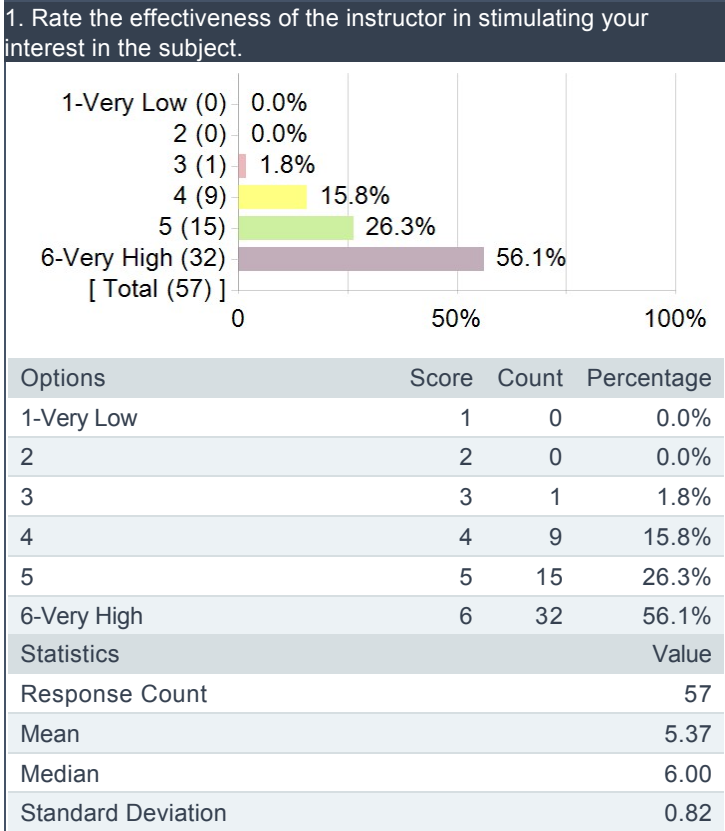 1. Rate the effectiveness of the instructor in stimulating your
interest in the subject.
1-Very Low (0) 0.0%
2 (0) 0.0%
3 (1) 1.8%
4 (9) 15.8%
5 (15) 26.3%
6-Very High (32) 56.1%
[ Total (57) ]
0 50% 100%
Options Score Count Percentage
1-Very Low 1 0 0.0%
2 2 0 0.0%
3 3 1 1.8%
4 4 9 15.8%
5 5 15 26.3%
6-Very High 6 32 56.1%
Statistics Value
Response Count 57
Mean 5.37
Median 6.00
Standard Deviation 0.82